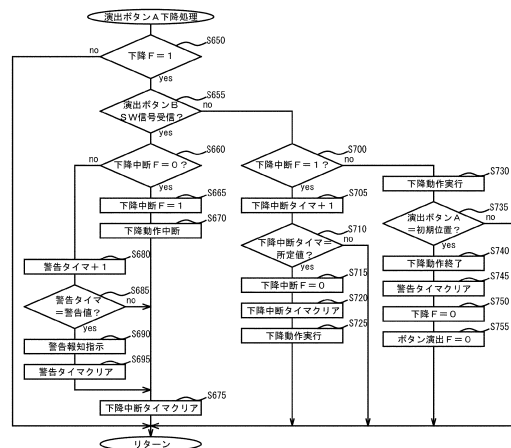 演出ボタンA下降処理
S650
下降F＝1
no
yes
S655
演出ボタンB
SW信号受信？
no
yes
S660
下降中断F＝0？
no
yes
S665
下降中断F＝1
S670
下降動作中断
S680
警告タイマ＋1
S685
警告タイマ
＝警告値？
no
yes
S690
警告報知指示
S695
警告タイマクリア
S675
下降中断タイマクリア
リターン
S700
下降中断F＝1？
no
yes
S705
下降中断タイマ＋1
S710
下降中断タイマ＝
所定値？
no
yes
S715
下降中断F＝0
S720
下降中断タイマクリア
S725
下降動作実行
S730
下降動作実行
S735
演出ボタンA
＝初期位置？
no
yes
S740
下降動作終了
S745
警告タイマクリア
S750
下降F＝0
S755
ボタン演出F＝0